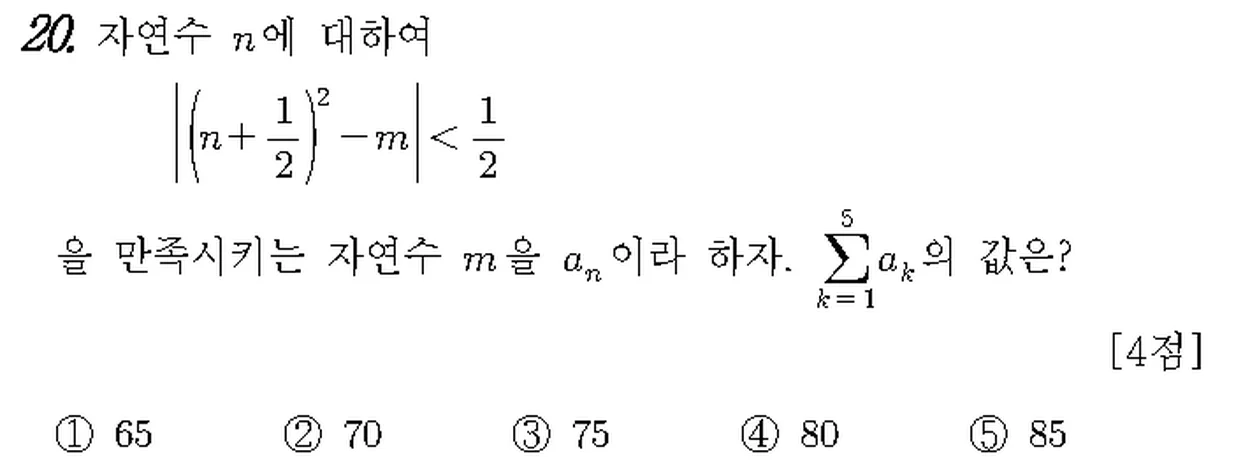 20. 자연수 n에 대하여
|(n + 1/2)² − m| < 1/2
을 만족시키는 자연수 m을 aₙ이라 하자. ∑_{k=1}^{5} aₖ의 값은?
[4점]
① 65 ② 70 ③ 75 ④ 80 ⑤ 85